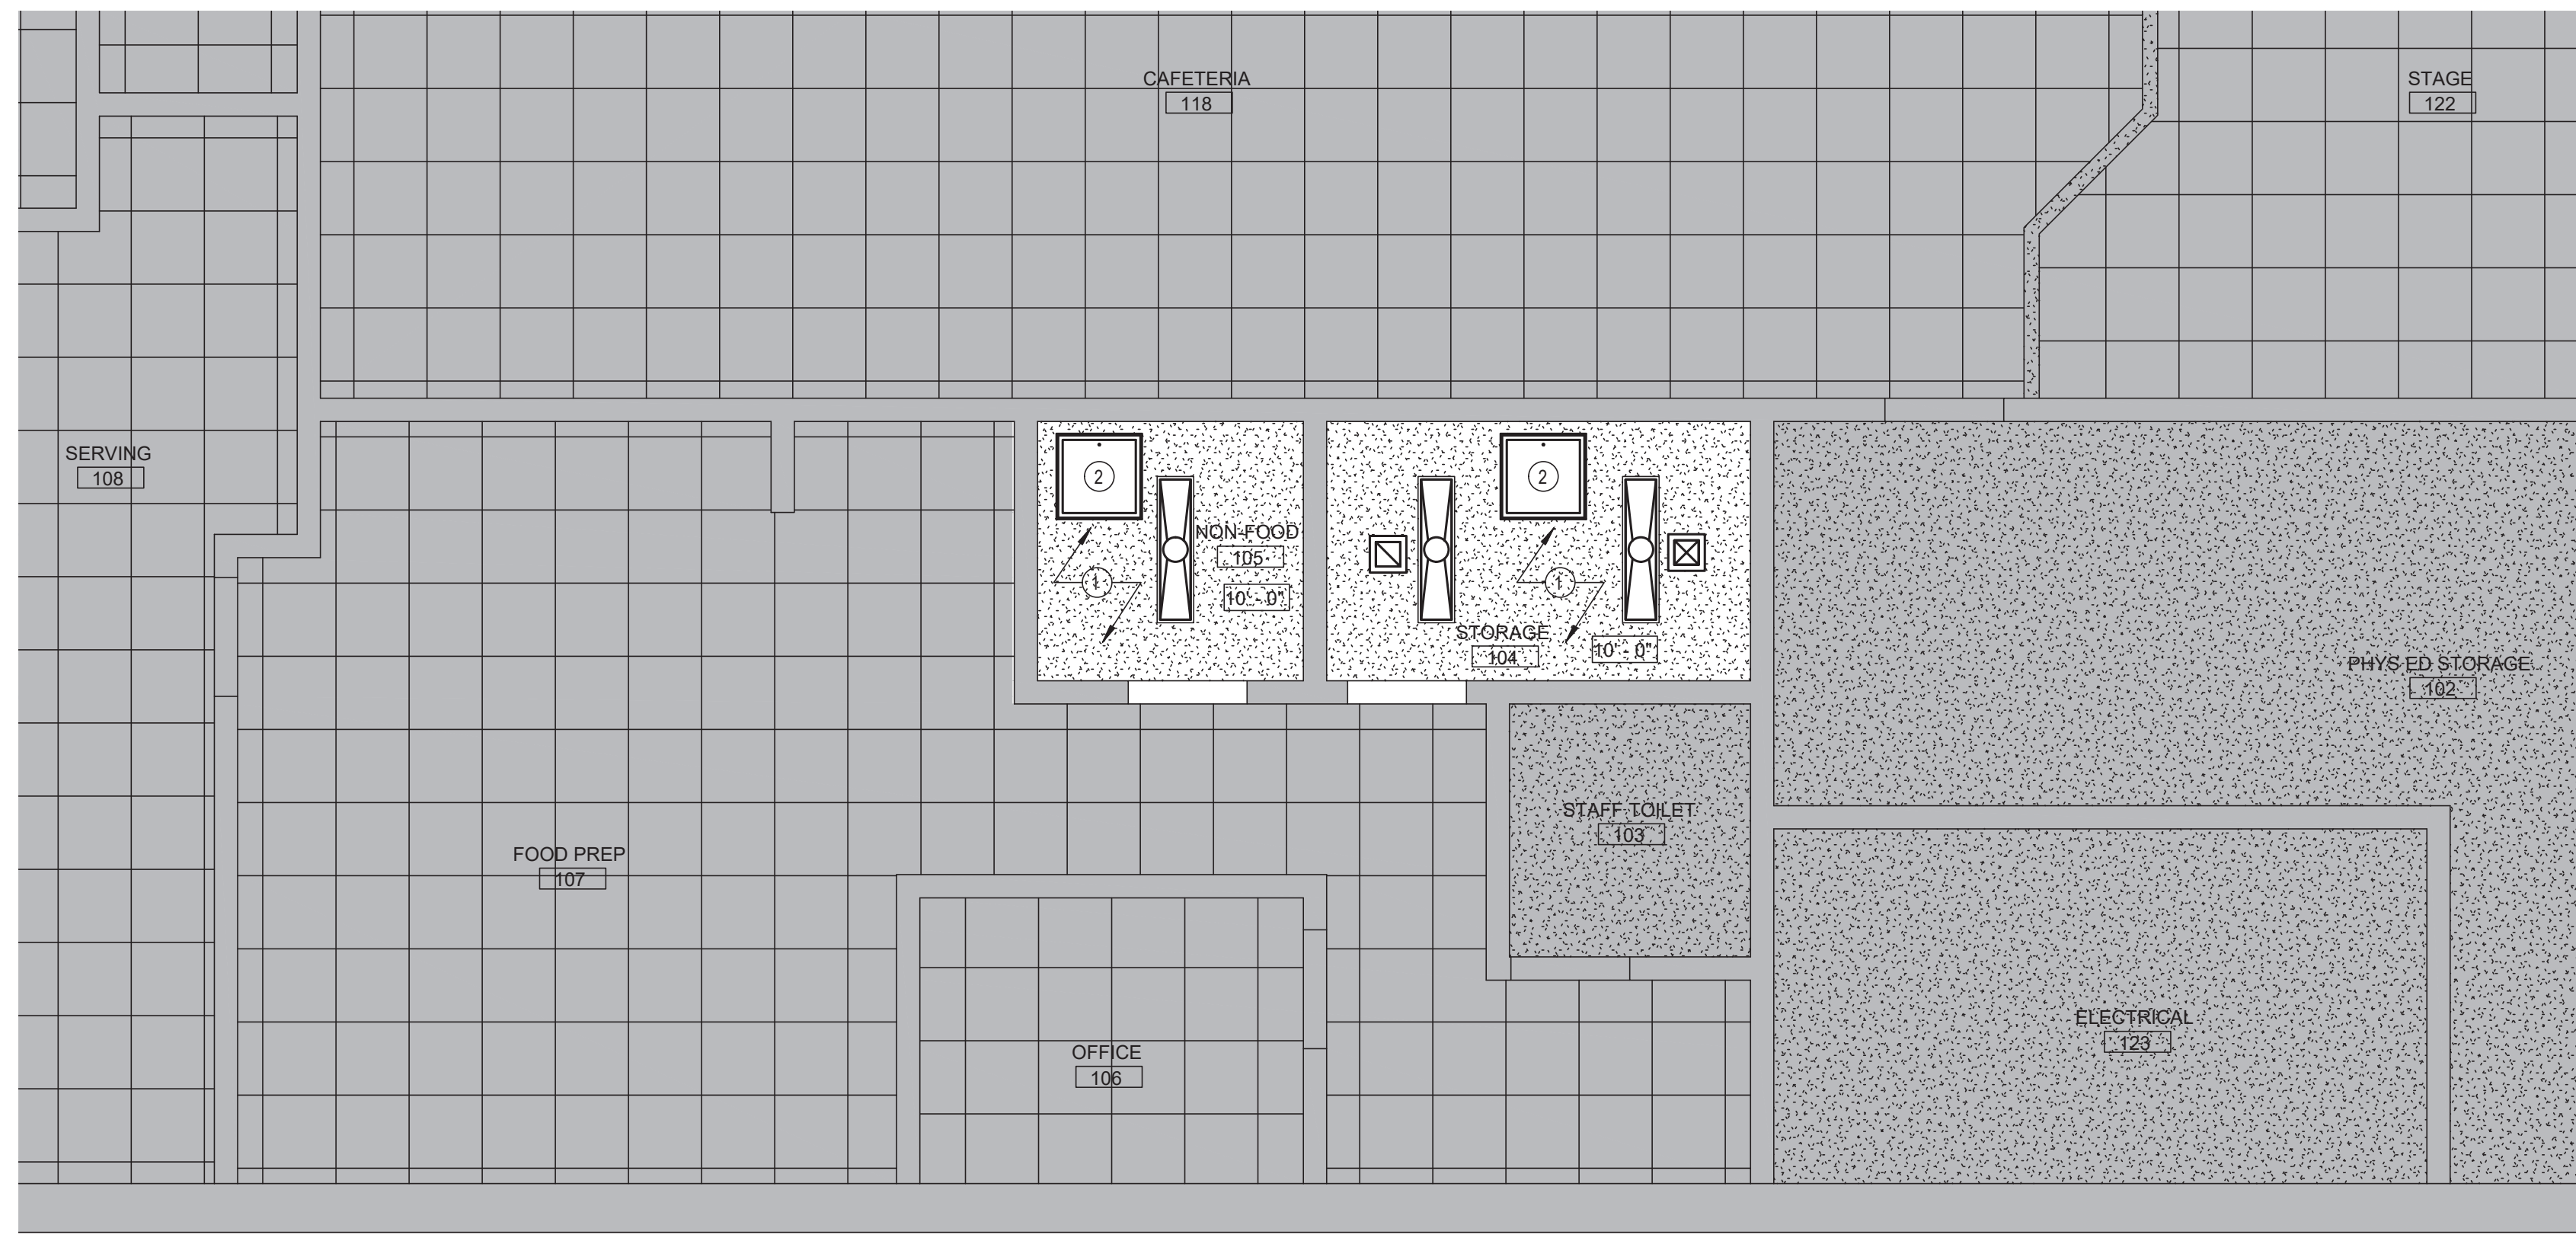 CAFETERIA
118
STAGE
122
SERVING
108
2
NON-FOOD
105
10' - 0"
1
2
1
STORAGE
104
10' - 0"
PHYS ED STORAGE
102
STAFF TOILET
103
FOOD PREP
107
OFFICE
106
ELECTRICAL
123